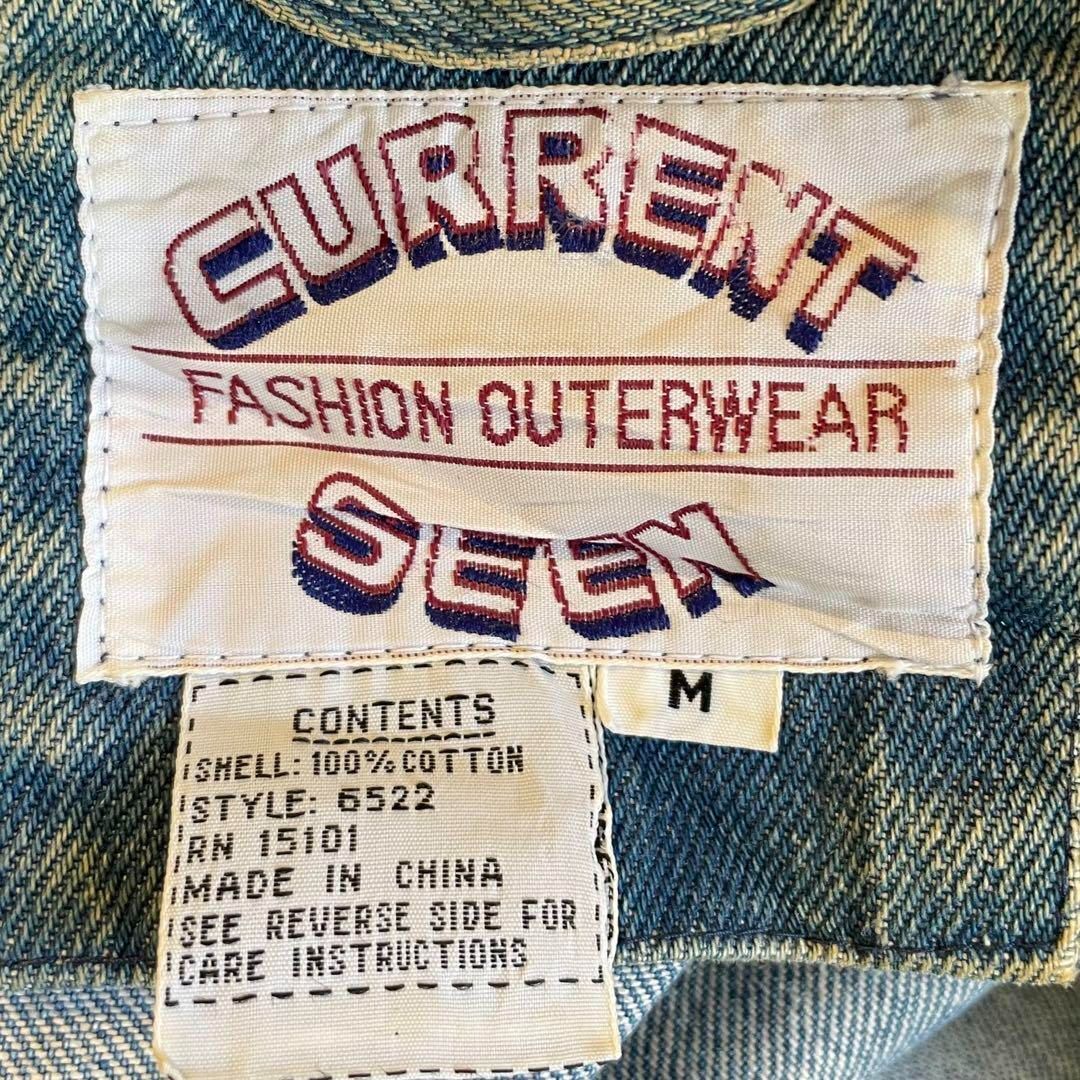 CURRENT
FASHION OUTERWEAR
SEEN
M
CONTENTS
SHELL: 100% COTTON
STYLE: 6522
RN 15101
MADE IN CHINA
SEE REVERSE SIDE FOR
CARE INSTRUCTIONS